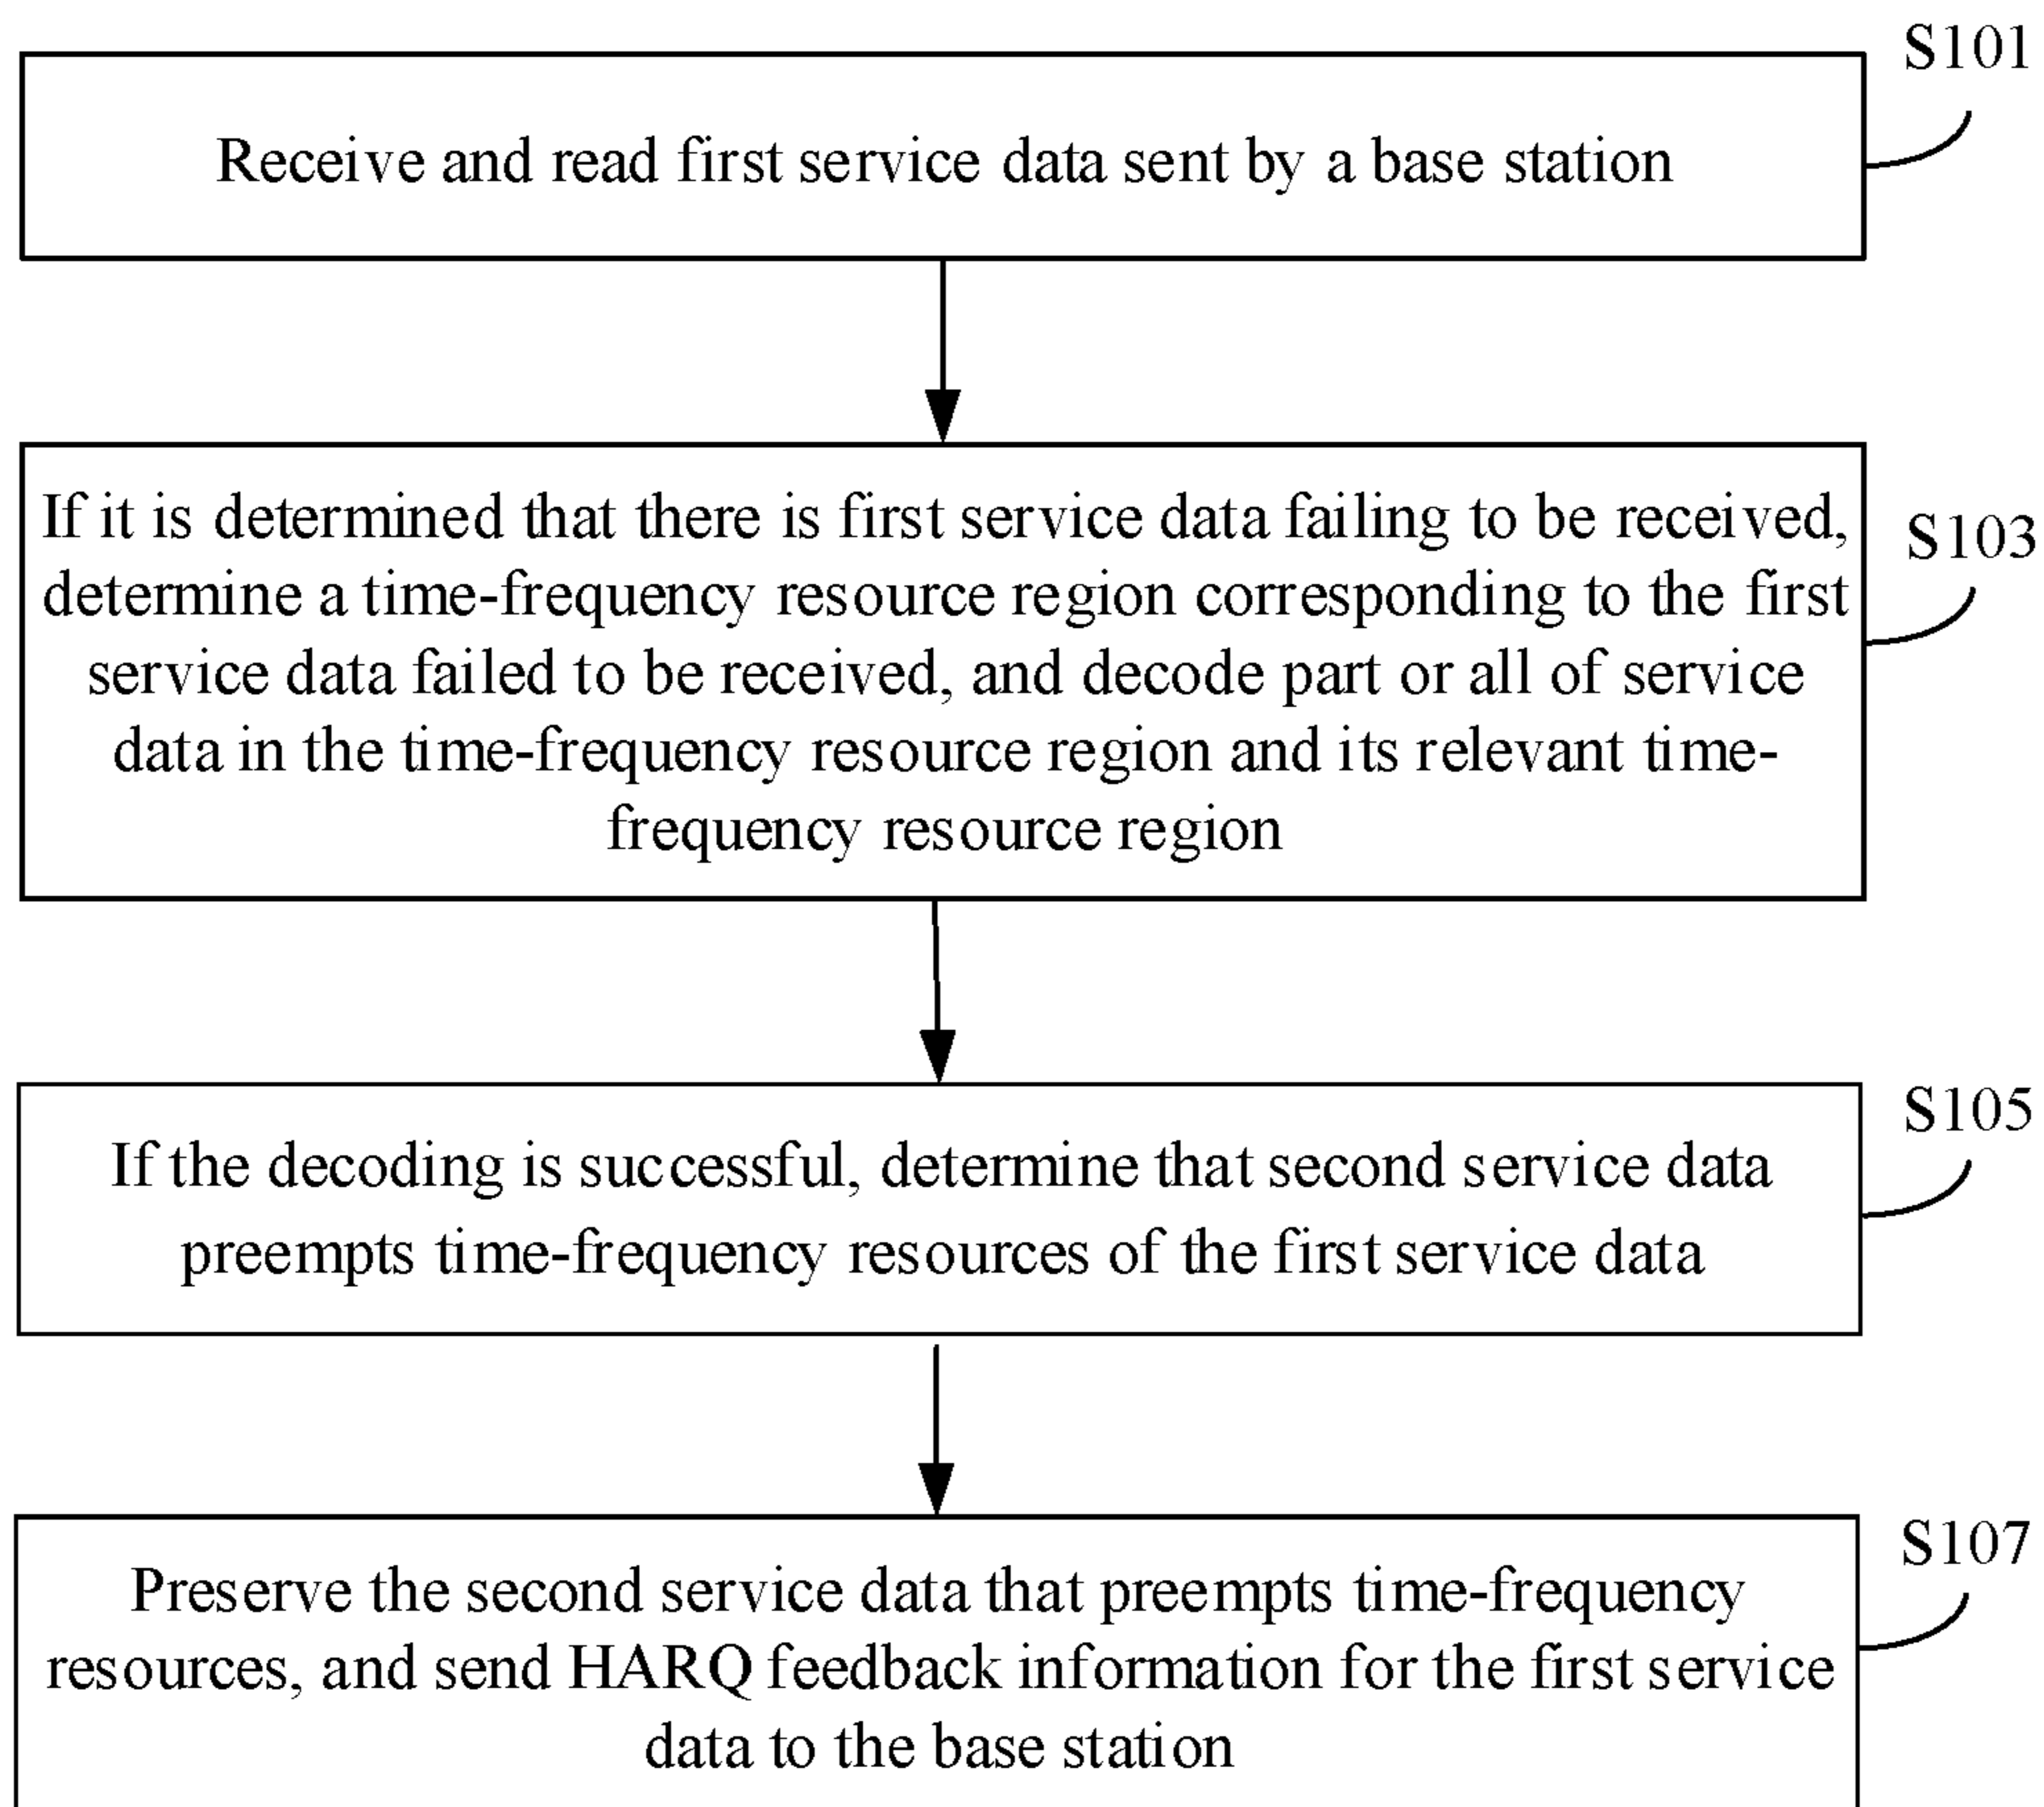 S101
Receive and read first service data sent by a base station
If it is determined that there is first service data failing to be received,
S103
determine a time-frequency resource region corresponding to the first
service data failed to be received, and decode part or all of service
data in the time-frequency resource region and its relevant time-
frequency resource region
S105
If the decoding is successful, determine that second service data
preempts time-frequency resources of the first service data
S107
Preserve the second service data that preempts time-frequency
resources, and send HARQ feedback information for the first service
data to the base station